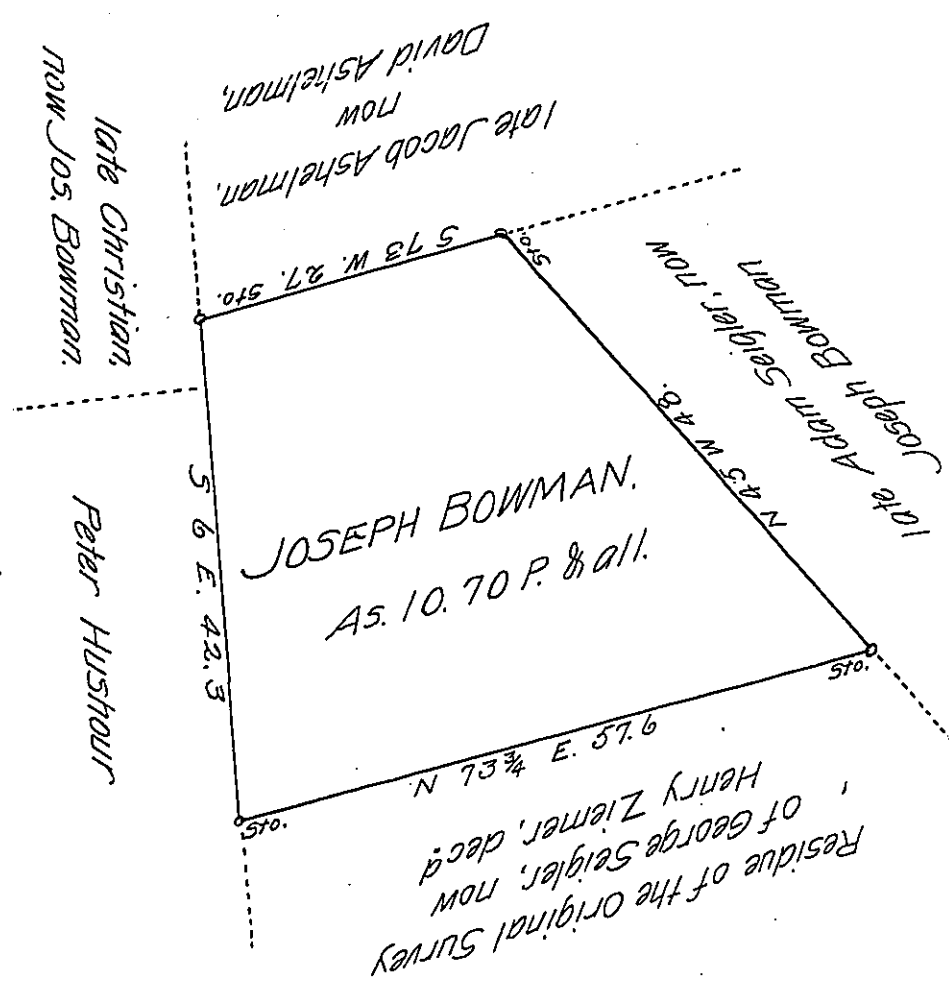 David Ashelman,
now
late Jacob Ashelman,
late Christian,
now Jos. Bowman.
S 73 W. 27.
Sto.
Sto.
late Adam Seigler, now
Joseph Bowman
N 45 W 48.
S 6 E. 42.3
JOSEPH BOWMAN.
As. 10. 70 P. & all.
Peter Hushour
Sto.
N 73¾ E. 57.6
Sto.
Residue of the Original Survey
of George Seigler, now
Henry Ziemer, decd